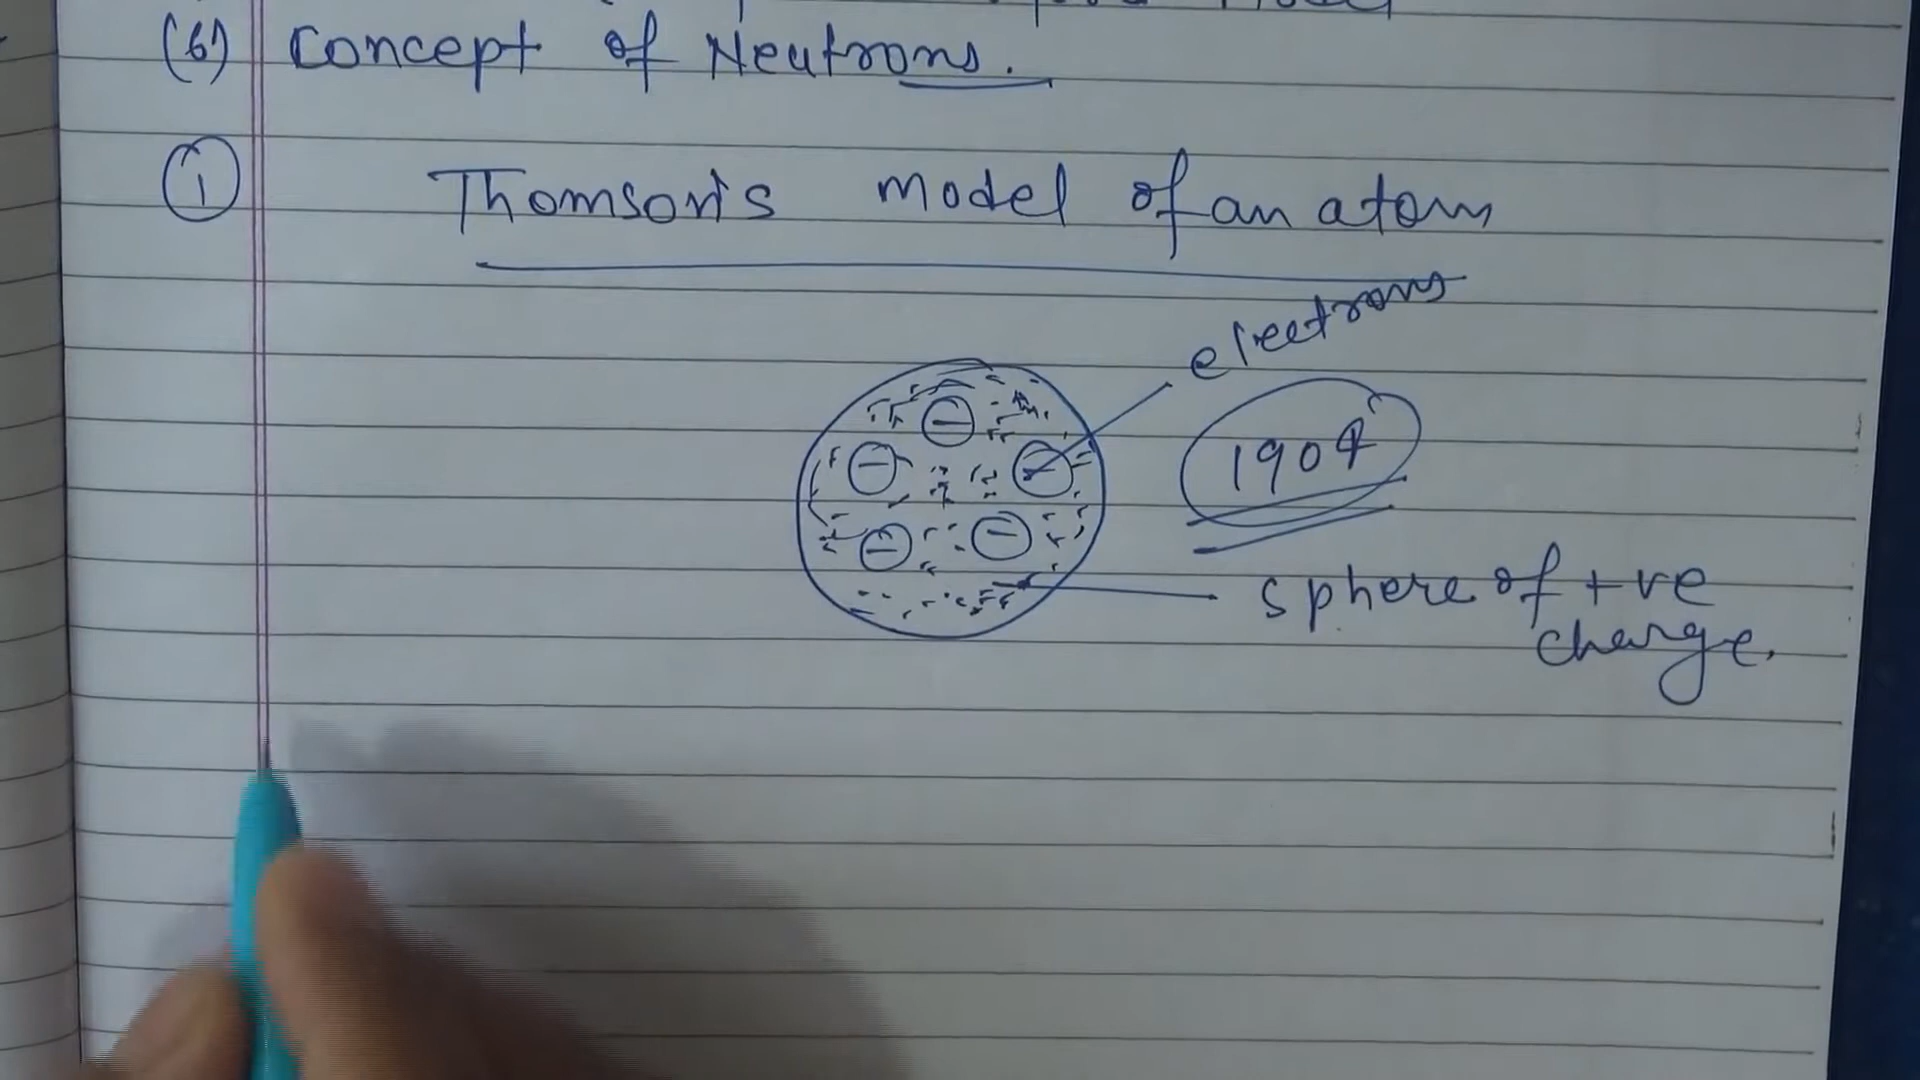 (6) Concept of Neutrons.
① Thomson's model of an atom
electrons
1904
sphere of +ve
charge.